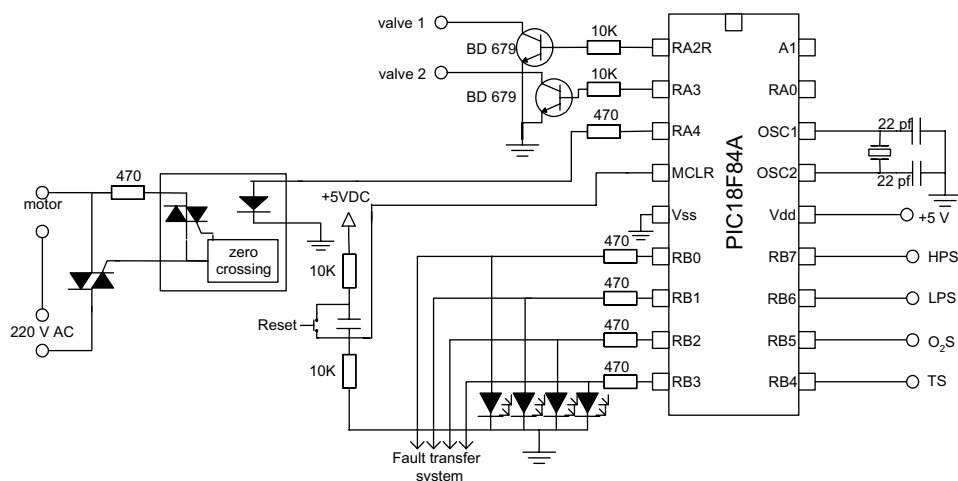 valve 1
BD 679
10K
RA2R
A1
valve 2
BD 679
10K
RA3
RA0
470
RA4
OSC1
22 pf
MCLR
OSC2
22 pf
470
motor
+5VDC
Vss
Vdd
+5 V
PIC18F84A
zero
crossing
10K
470
RB0
RB7
HPS
220 V AC
Reset
470
RB1
RB6
LPS
470
RB2
RB5
O₂S
10K
470
RB3
RB4
TS
Fault transfer
system